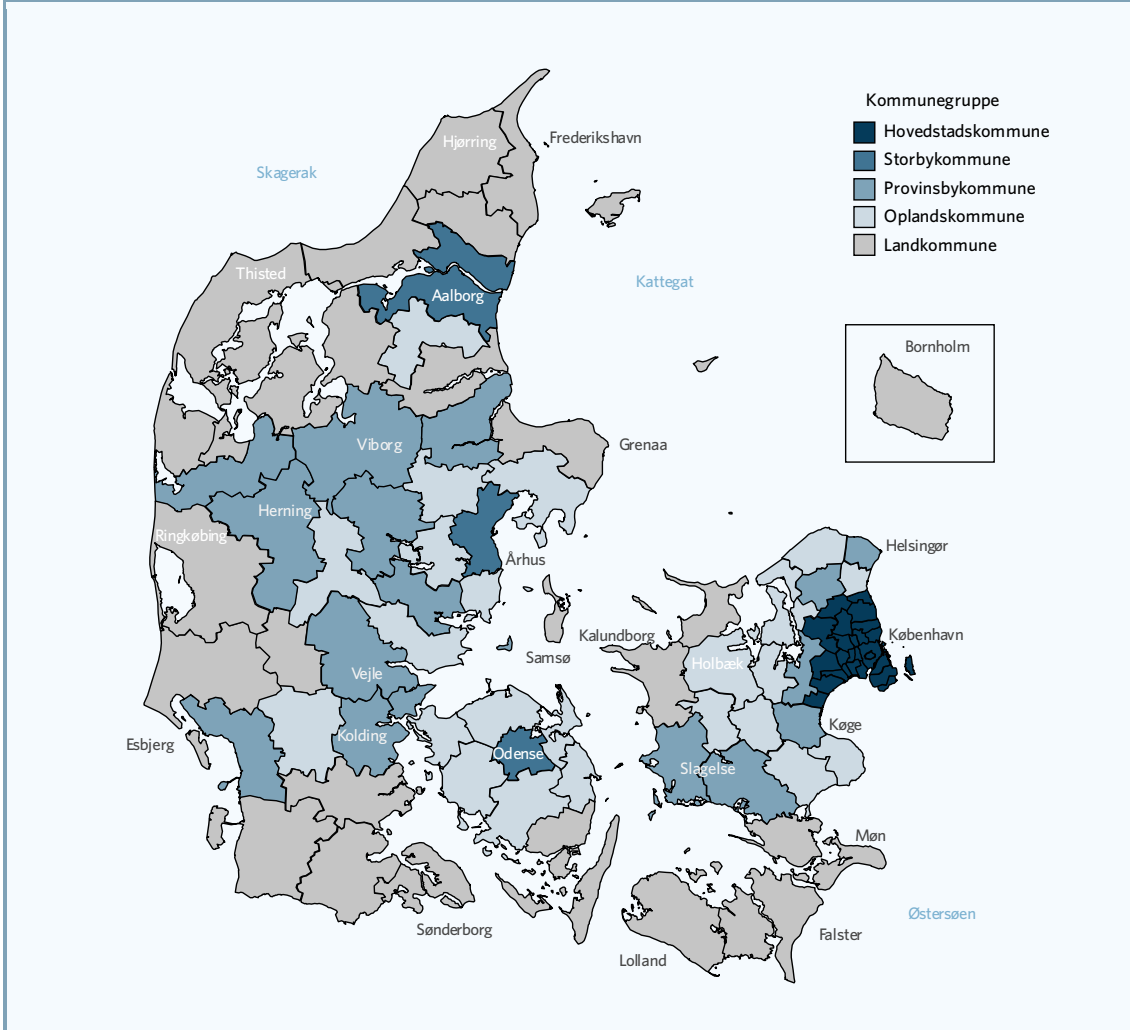 Kommunegruppe
Hovedstadskommune
Storbykommune
Provinsbykommune
Oplandskommune
Landkommune
Hjørring
Frederikshavn
Skagerak
Thisted
Kattegat
Aalborg
Bornholm
Viborg
Grenaa
Herning
Ringkøbing
Helsingør
Århus
København
Kalundborg
Samsø
Holbæk
Vejle
Køge
Kolding
Esbjerg
Odense
Slagelse
Møn
Østersøen
Sønderborg
Falster
Lolland